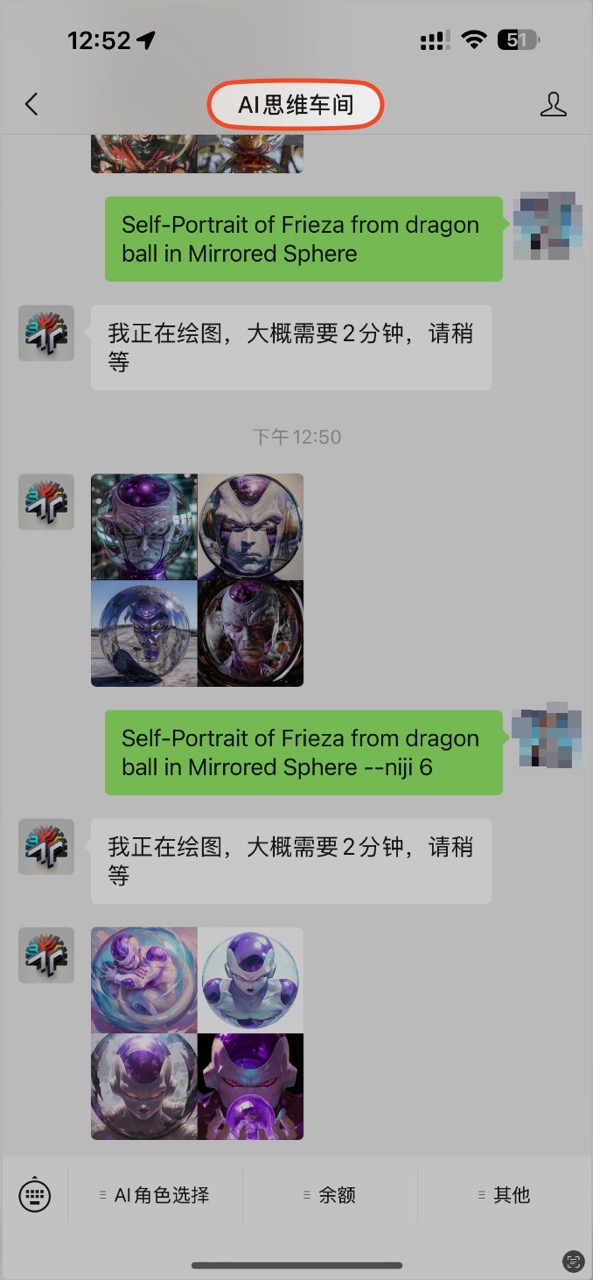 12:52
51
AI思维车间
Self-Portrait of Frieza from dragon
ball in Mirrored Sphere
我正在绘图，大概需要2分钟，请稍
等
下午12:50
Self-Portrait of Frieza from dragon
ball in Mirrored Sphere --niji 6
我正在绘图，大概需要2分钟，请稍
等
AI角色选择
余额
其他